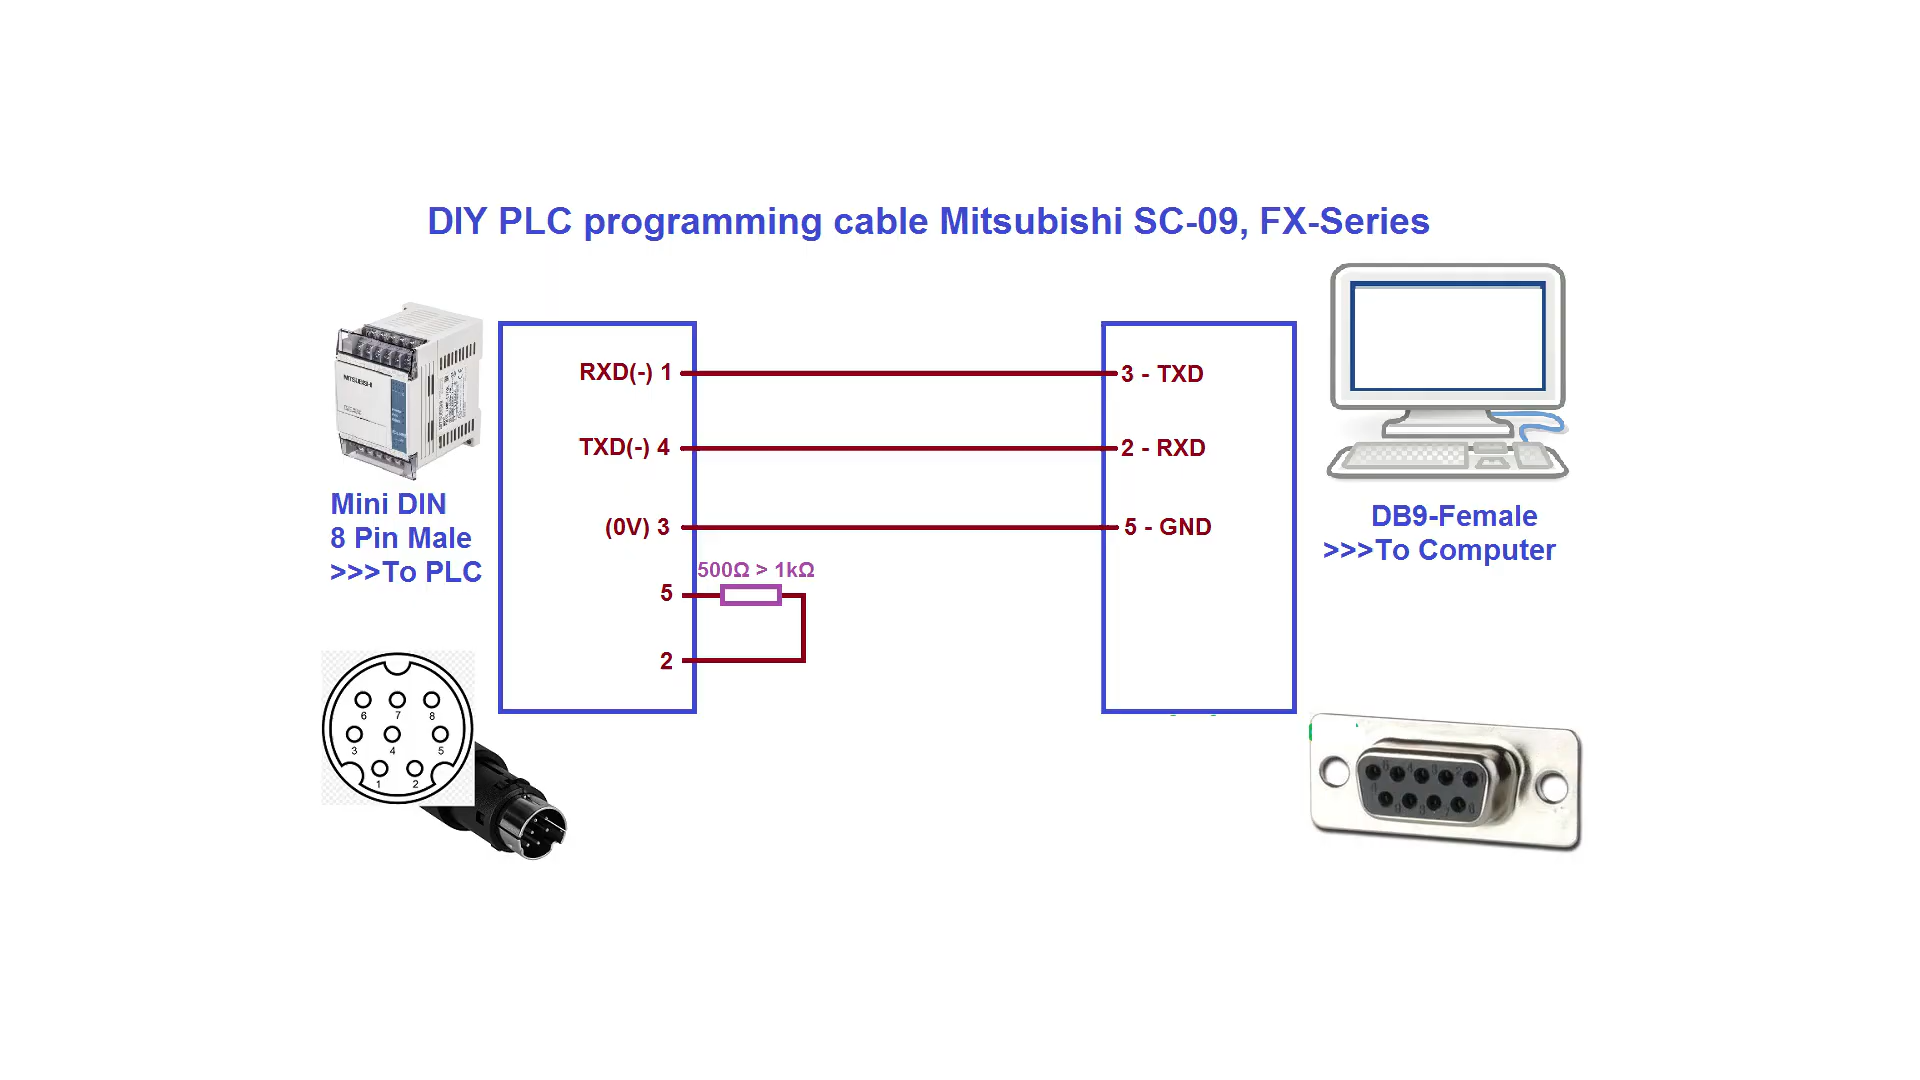 DIY PLC programming cable Mitsubishi SC-09, FX-Series
MITSUBISHI
RXD(-) 1
3 - TXD
TXD(-) 4
2 - RXD
(0V) 3
5 - GND
500Ω > 1kΩ
5
2
Mini DIN
8 Pin Male
>>>To PLC
DB9-Female
>>>To Computer
6 7 8
3 4 5
1 2